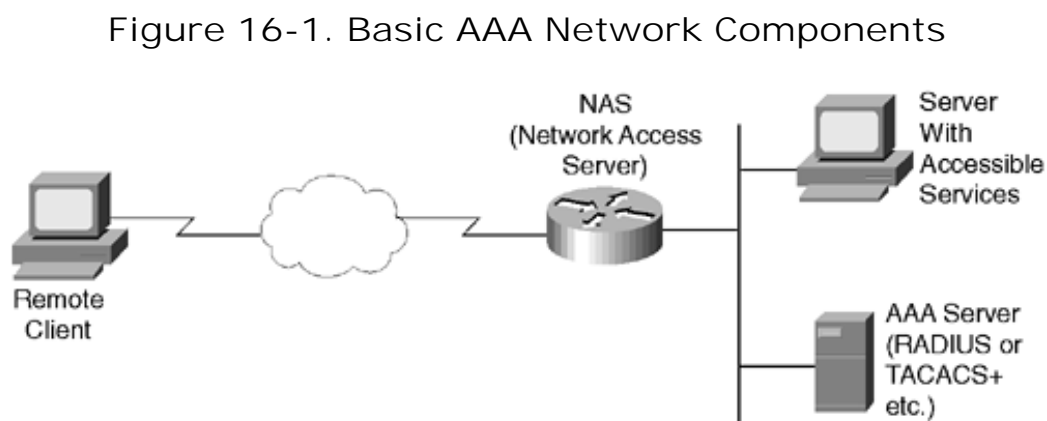 Figure 16-1. Basic AAA Network Components
NAS
(Network Access
Server)
Server
With
Accessible
Services
Remote
Client
AAA Server
(RADIUS or
TACACS+
etc.)